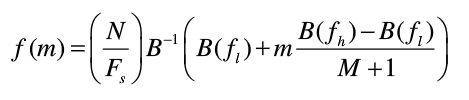 f(m) = (N/F_s) B^{-1} (B(f_l) + m (B(f_h) − B(f_l))/(M + 1))